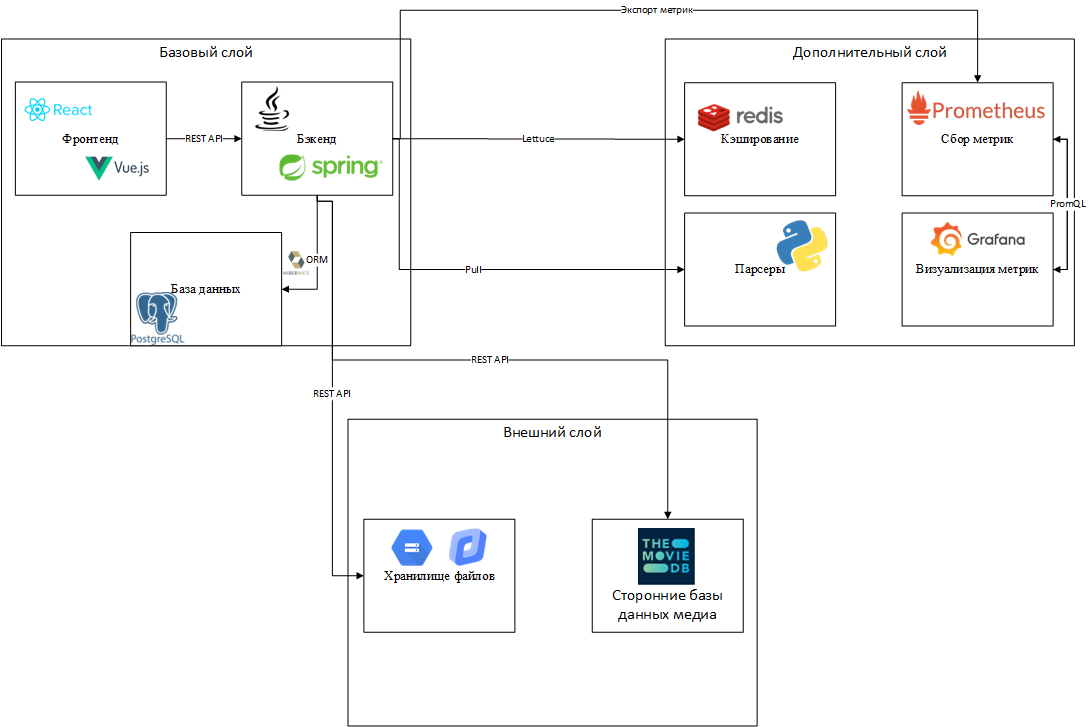 Экспорт метрик
Базовый слой
React
Фронтенд
Vue.js
REST API
Бэкенд
spring
ORM
HIBERNATE
База данных
PostgreSQL
Lettuce
Pull
Дополнительный слой
redis
Кэширование
Prometheus
Сбор метрик
PromQL
Парсеры
Grafana
Визуализация метрик
REST API
REST API
Внешний слой
Хранилище файлов
THE
MOVIE
DB
Сторонние базы
данных медиа